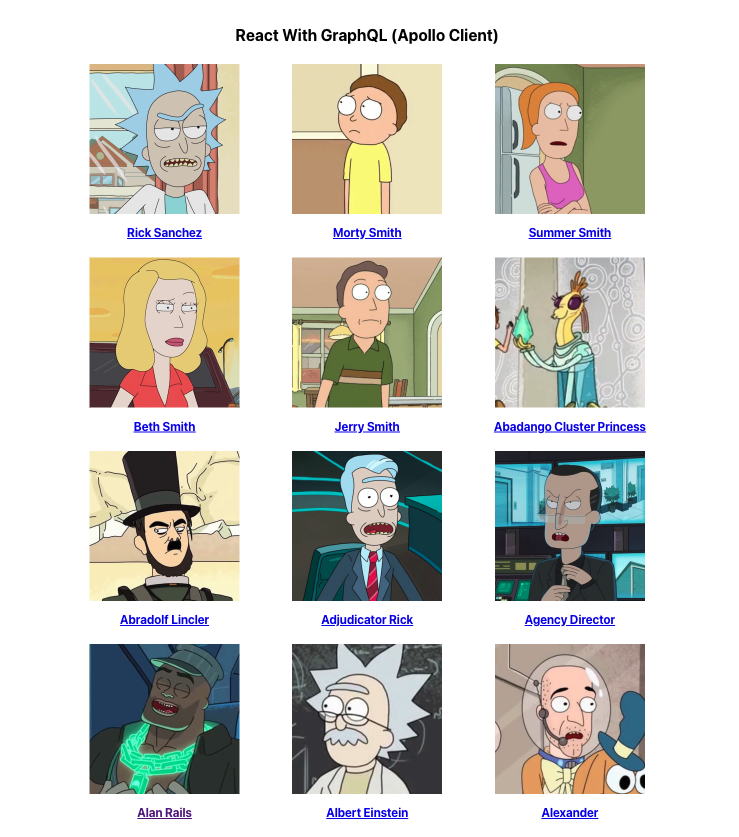 React With GraphQL (Apollo Client)
Rick Sanchez
Morty Smith
Summer Smith
Beth Smith
Jerry Smith
Abadango Cluster Princess
Abradolf Lincler
Adjudicator Rick
Agency Director
Alan Rails
Albert Einstein
Alexander